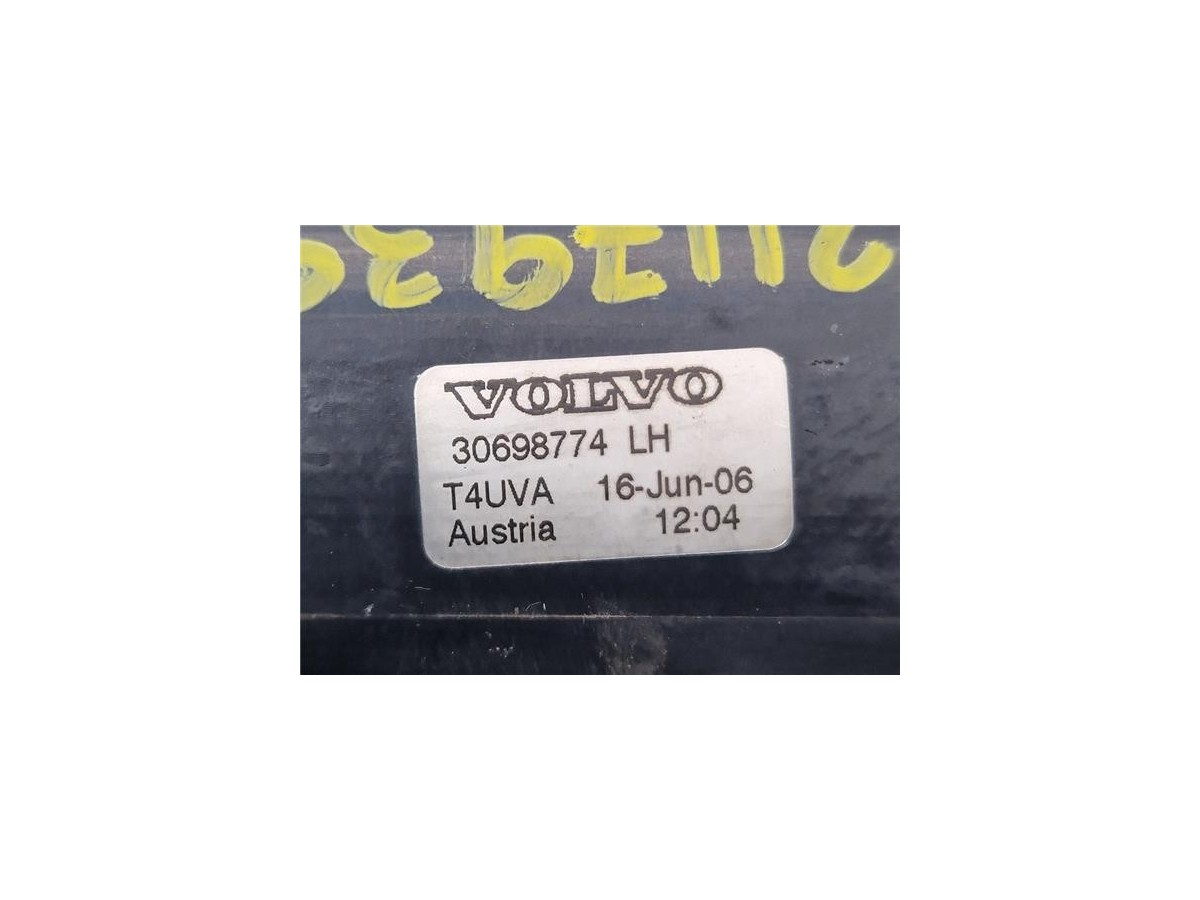 VOLVO
30698774 LH
T4UVA 16-Jun-06
Austria 12:04